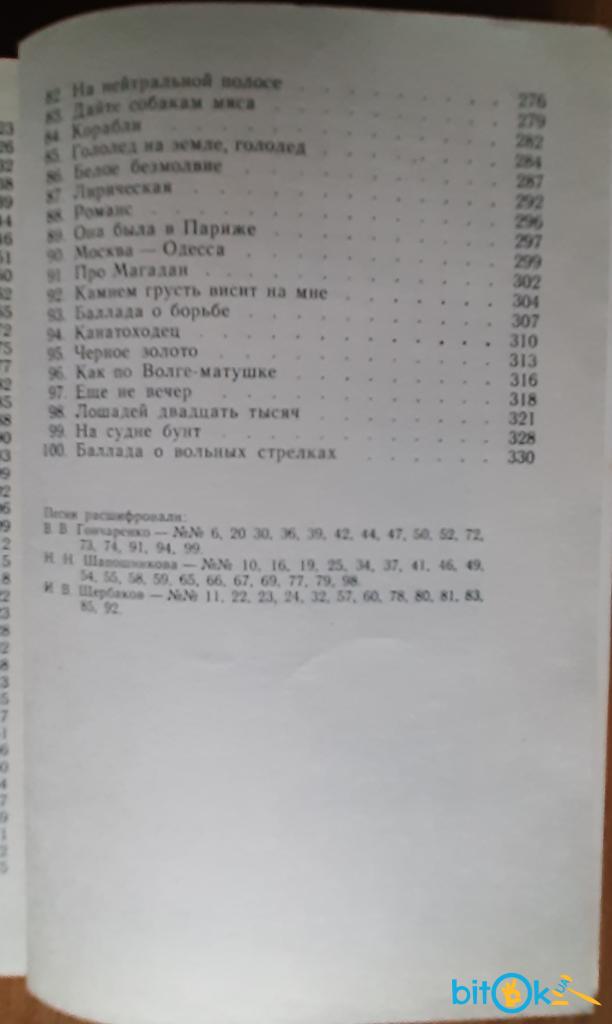 82. На нейтральной полосе . . . . . . 276
83. Дайте собакам мяса . . . . . . 279
84. Корабли . . . . . . 282
85. Гололед на земле, гололед . . . . . . 284
86. Белое безмолвие . . . . . . 287
87. Лирическая . . . . . . 292
88. Романс . . . . . . 296
89. Она была в Париже . . . . . . 297
90. Москва — Одесса . . . . . . 299
91. Про Магадан . . . . . . 302
92. Камнем грусть висит на мне . . . . . . 304
93. Баллада о борьбе . . . . . . 307
94. Канатоходец . . . . . . 310
95. Черное золото . . . . . . 313
96. Как по Волге-матушке . . . . . . 316
97. Еще не вечер . . . . . . 318
98. Лошадей двадцать тысяч . . . . . . 321
99. На судне бунт . . . . . . 328
100. Баллада о вольных стрелках . . . . . . 330
Песни расшифровали:
В. В. Гончаренко — №№ 6, 20 30, 36, 39, 42, 44, 47, 50, 52, 72,
73, 74, 91, 94, 99.
Н. Н. Шапошникова — №№ 10, 16, 19, 25, 34, 37, 41, 46, 49,
54, 55, 58, 59, 65, 66, 67, 69, 77, 79, 98.
И. В. Щербаков — №№ 11, 22, 23, 24, 32, 57, 60, 78, 80, 81, 83,
85, 92.
bitok UA